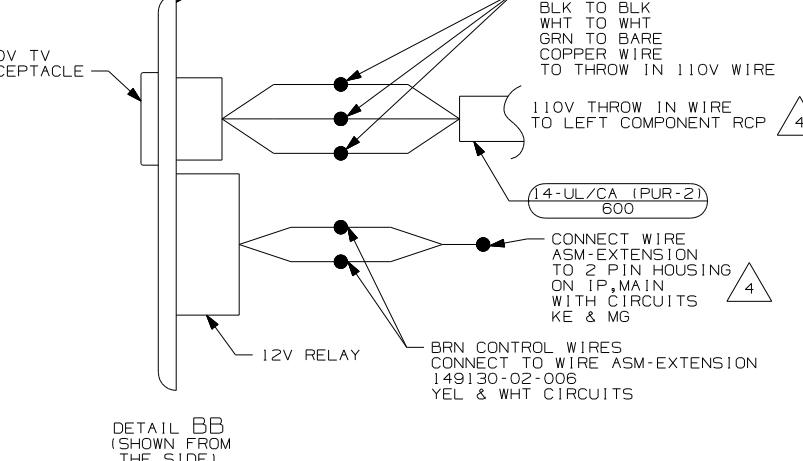 BLK TO BLK
WHT TO WHT
GRN TO BARE
COPPER WIRE
TO THROW IN 110V WIRE
TV
110V THROW IN WIRE
TO LEFT COMPONENT RCP
4
14-UL/CA (PUR-2)
600
CONNECT WIRE
ASM-EXTENSION
TO 2 PIN HOUSING
ON IP,MAIN
WITH CIRCUITS
KE & MG
4
12V RELAY
BRN CONTROL WIRES
CONNECT TO WIRE ASM-EXTENSION
149130-02-006
YEL & WHT CIRCUITS
DETAIL BB
(SHOWN FROM
THE SIDE)